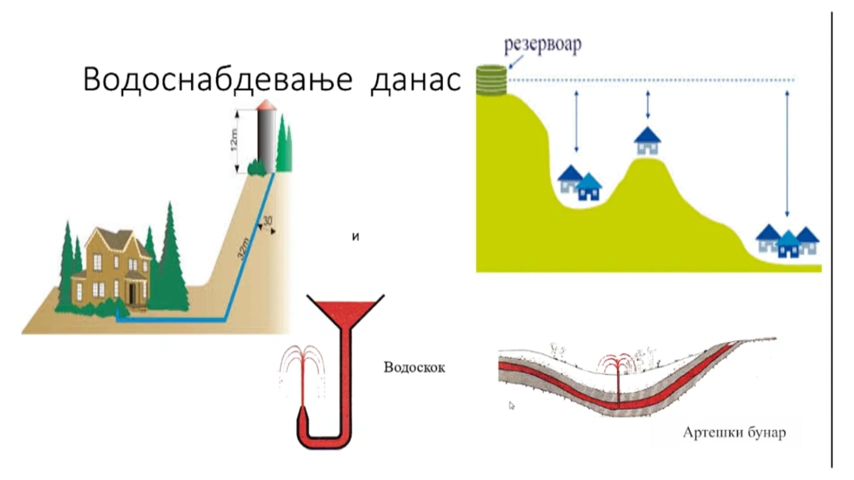 резервоар
Водоснабдевање данас
12m
30
32m
и
Водоскок
Артешки бунар